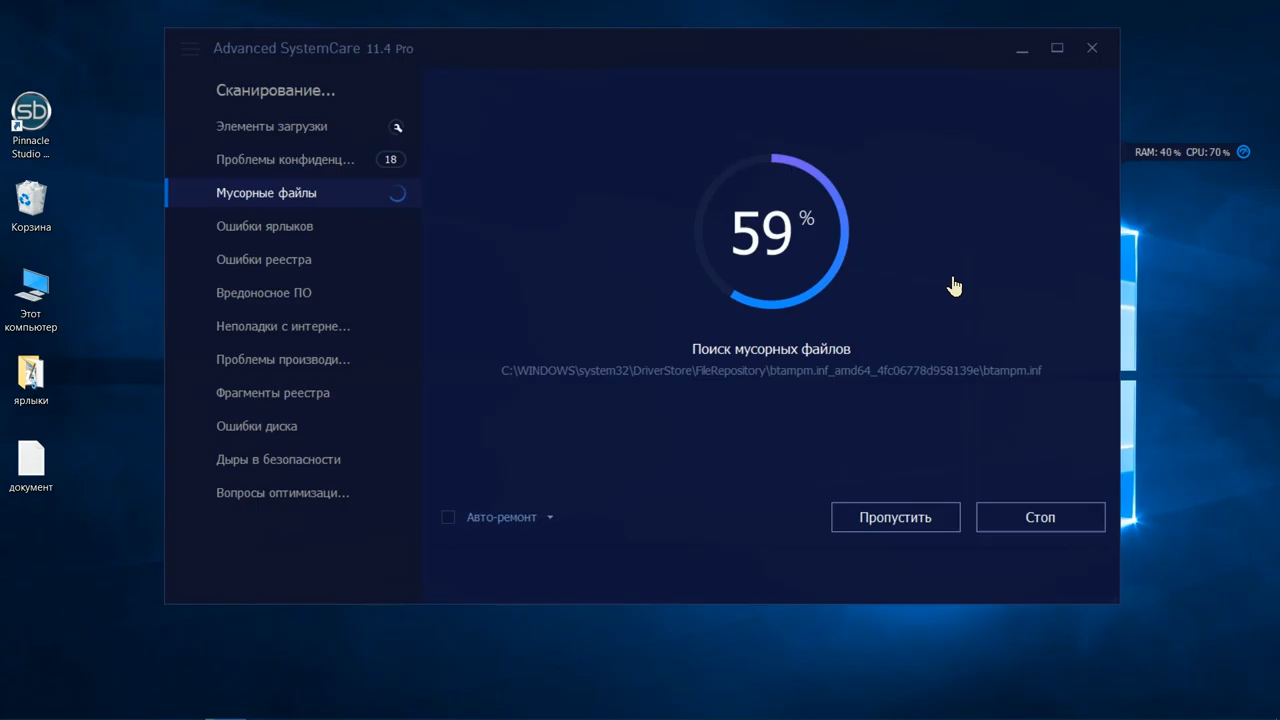 Advanced SystemCare 11.4 Pro
Сканирование...
Элементы загрузки
Проблемы конфиденц... 18
Мусорные файлы
Ошибки ярлыков
Ошибки реестра
Вредоносное ПО
Неполадки с интерне...
Проблемы производи...
Фрагменты реестра
Ошибки диска
Дыры в безопасности
Вопросы оптимизаци...
59 %
Поиск мусорных файлов
C:\WINDOWS\system32\DriverStore\FileRepository\btampm.inf_amd64_4fc06778d958139e\btampm.inf
Авто-ремонт
Пропустить
Стоп
RAM: 40 % CPU: 70 %
sb
Pinnacle
Studio ...
Корзина
Этот
компьютер
ярлыки
документ